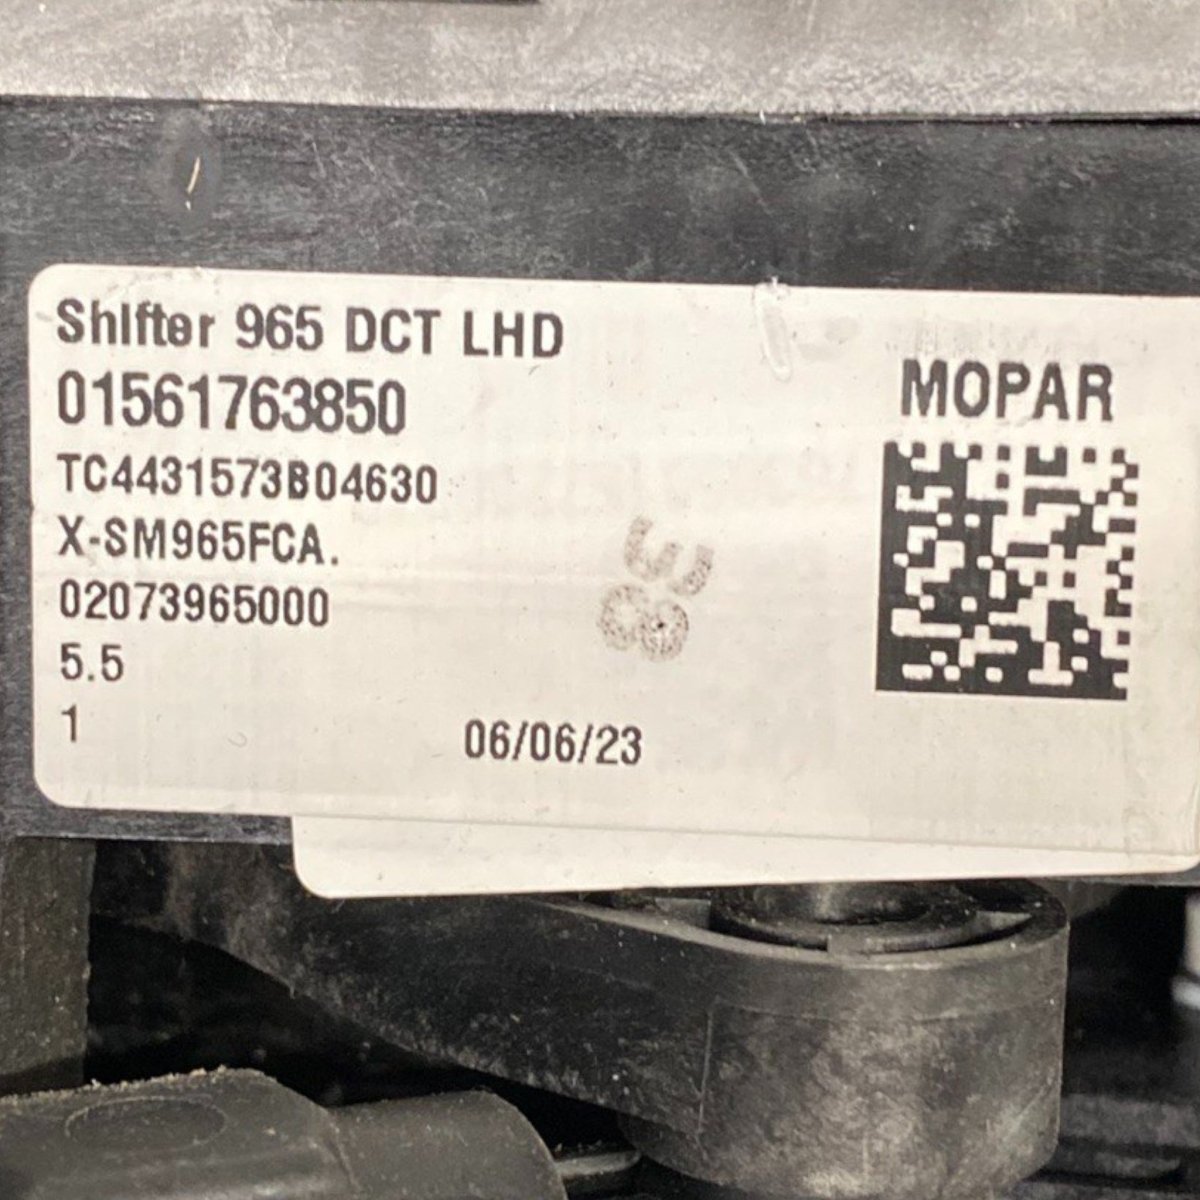 Shifter 965 DCT LHD
01561763850
MOPAR
TC4431573B04630
X-SM965FCA.
02073965000
5.5
1
06/06/23